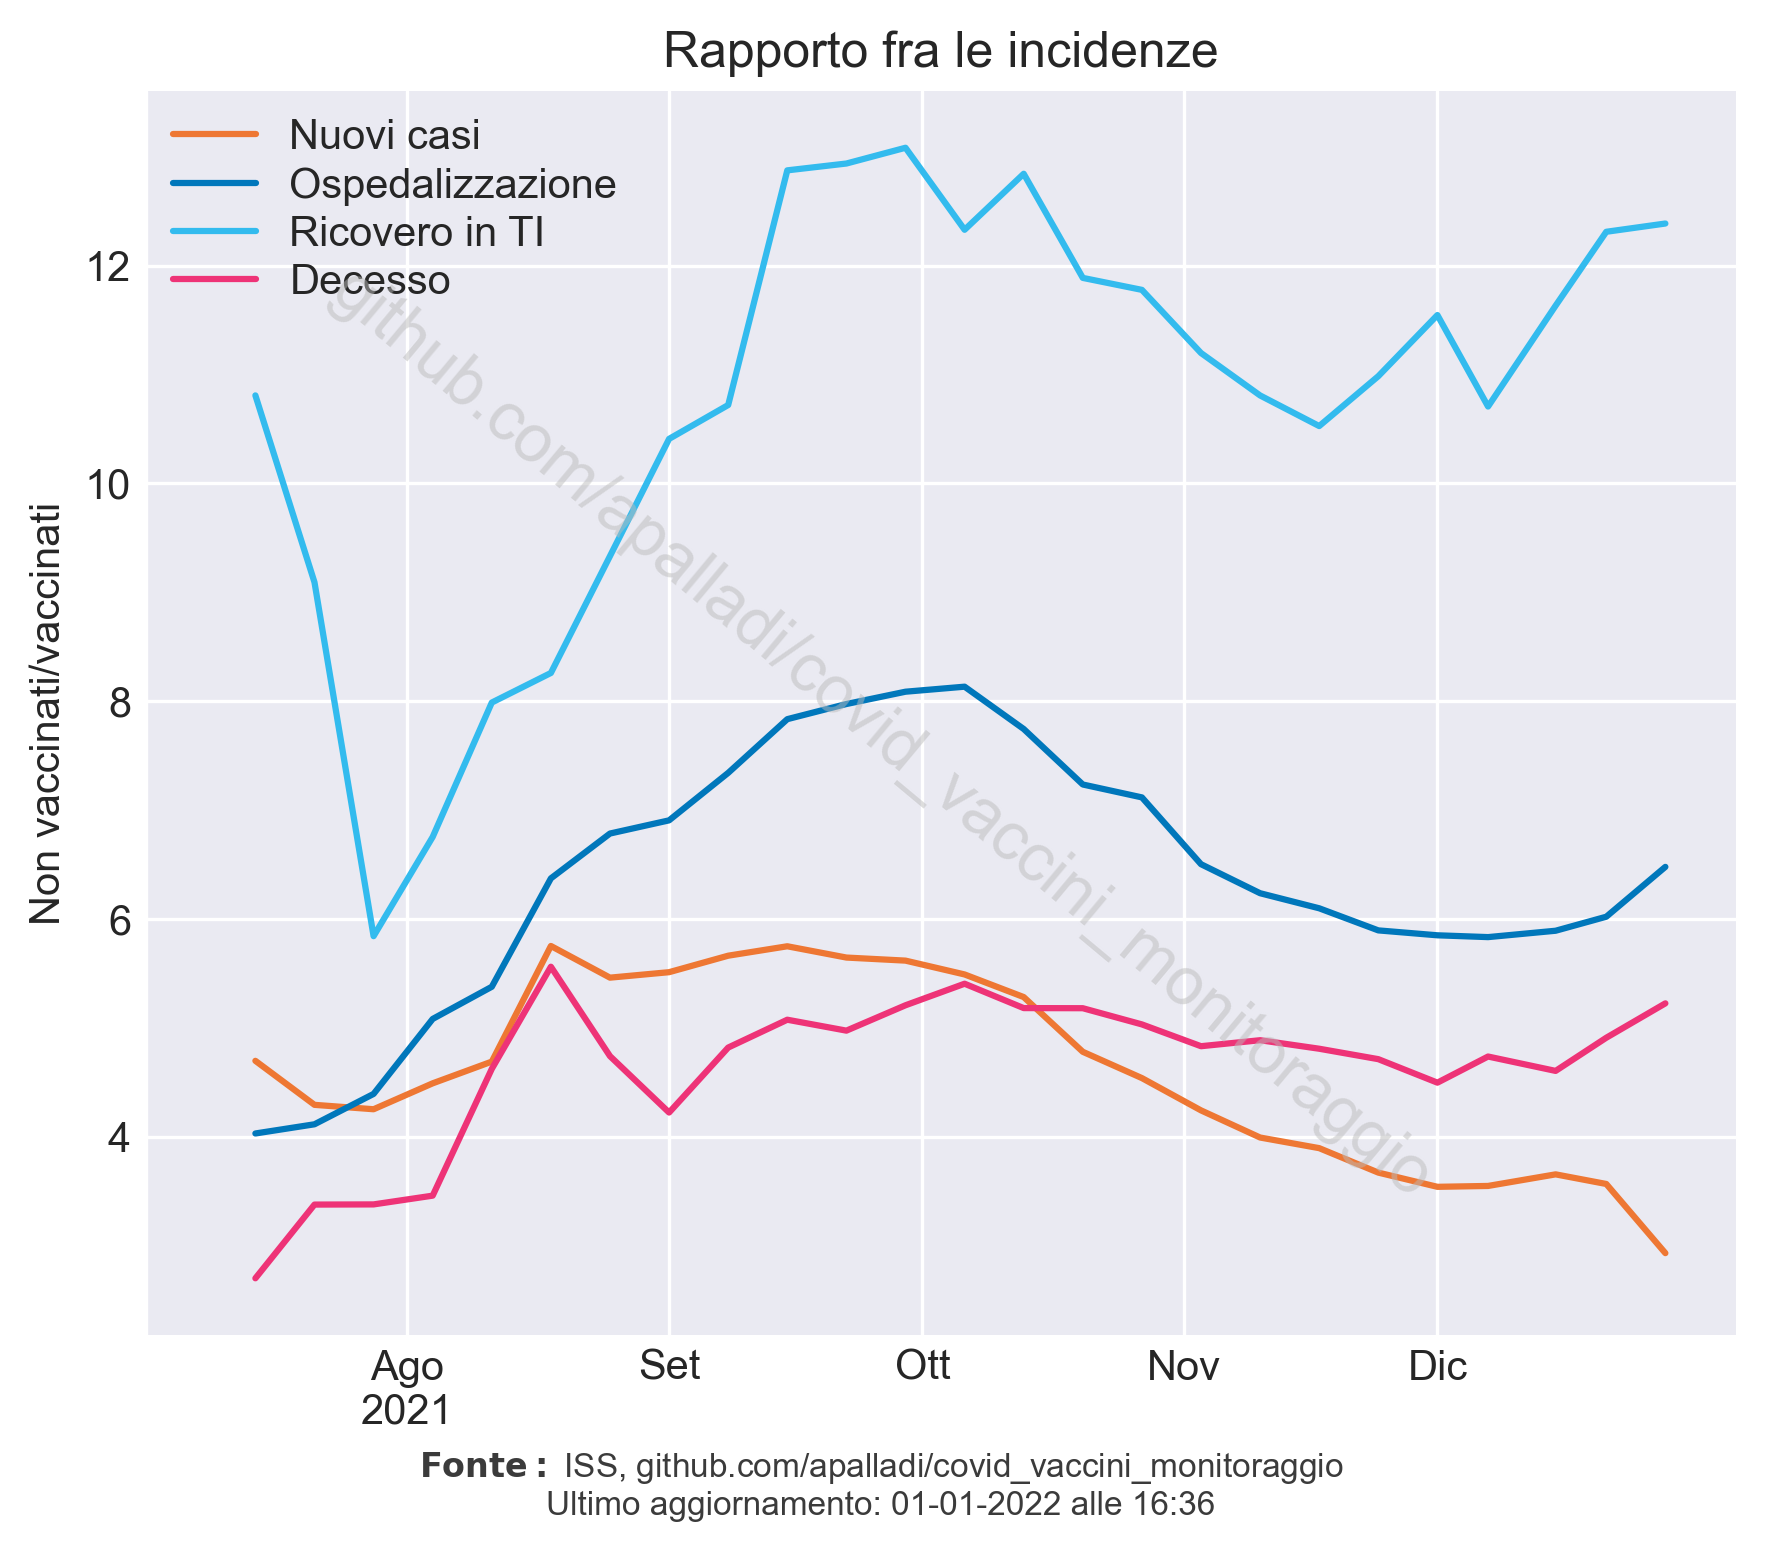 Rapporto fra le incidenze
Nuovi casi
Ospedalizzazione
Ricovero in TI
Decesso
12
10
8
6
4
Non vaccinati/vaccinati
github.com/apalladi/covid_vaccini_monitoraggio
Ago
2021
Set
Ott
Nov
Dic
Fonte: ISS, github.com/apalladi/covid_vaccini_monitoraggio
Ultimo aggiornamento: 01-01-2022 alle 16:36